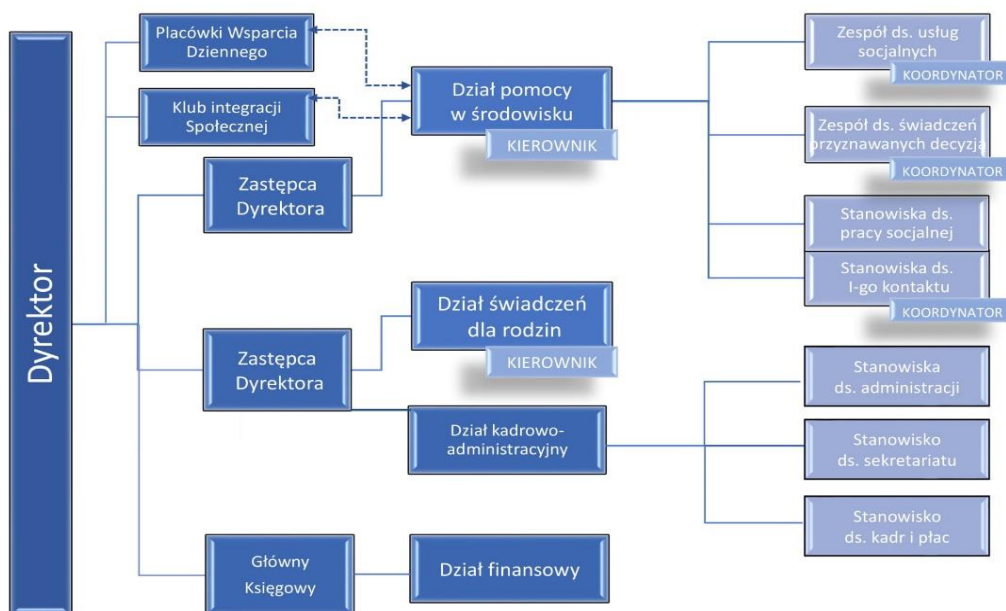 Dyrektor
Placówki Wsparcia
Dziennego
Klub integracji
Społecznej
Zastępca
Dyrektora
Dział pomocy
w środowisku
KIEROWNIK
Zespół ds. usług
socjalnych
KOORDYNATOR
Zespół ds. świadczeń
przyznawanych decyzją
KOORDYNATOR
Stanowiska ds.
pracy socjalnej
Stanowiska ds.
I-go kontaktu
KOORDYNATOR
Zastępca
Dyrektora
Dział świadczeń
dla rodzin
KIEROWNIK
Dział kadrowo-
administracyjny
Stanowiska
ds. administracji
Stanowisko
ds. sekretariatu
Stanowisko
ds. kadr i płac
Główny
Księgowy
Dział finansowy